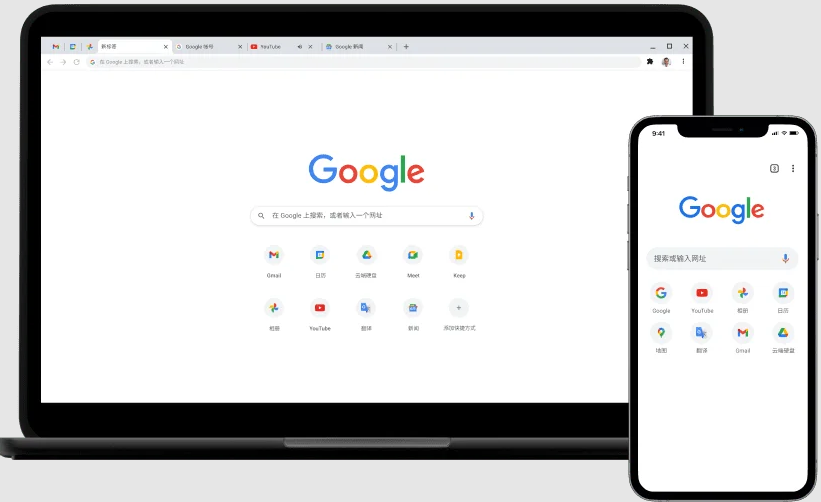 新标签
Google 帐号
YouTube
Google 新闻
在 Google 上搜索，或者输入一个网址
Google
在 Google 上搜索，或者输入一个网址
Gmail
日历
云端硬盘
Meet
Keep
相册
YouTube
翻译
新闻
添加快捷方式
9:41
Google
搜索或输入网址
Google
YouTube
相册
日历
地图
翻译
Gmail
云端硬盘